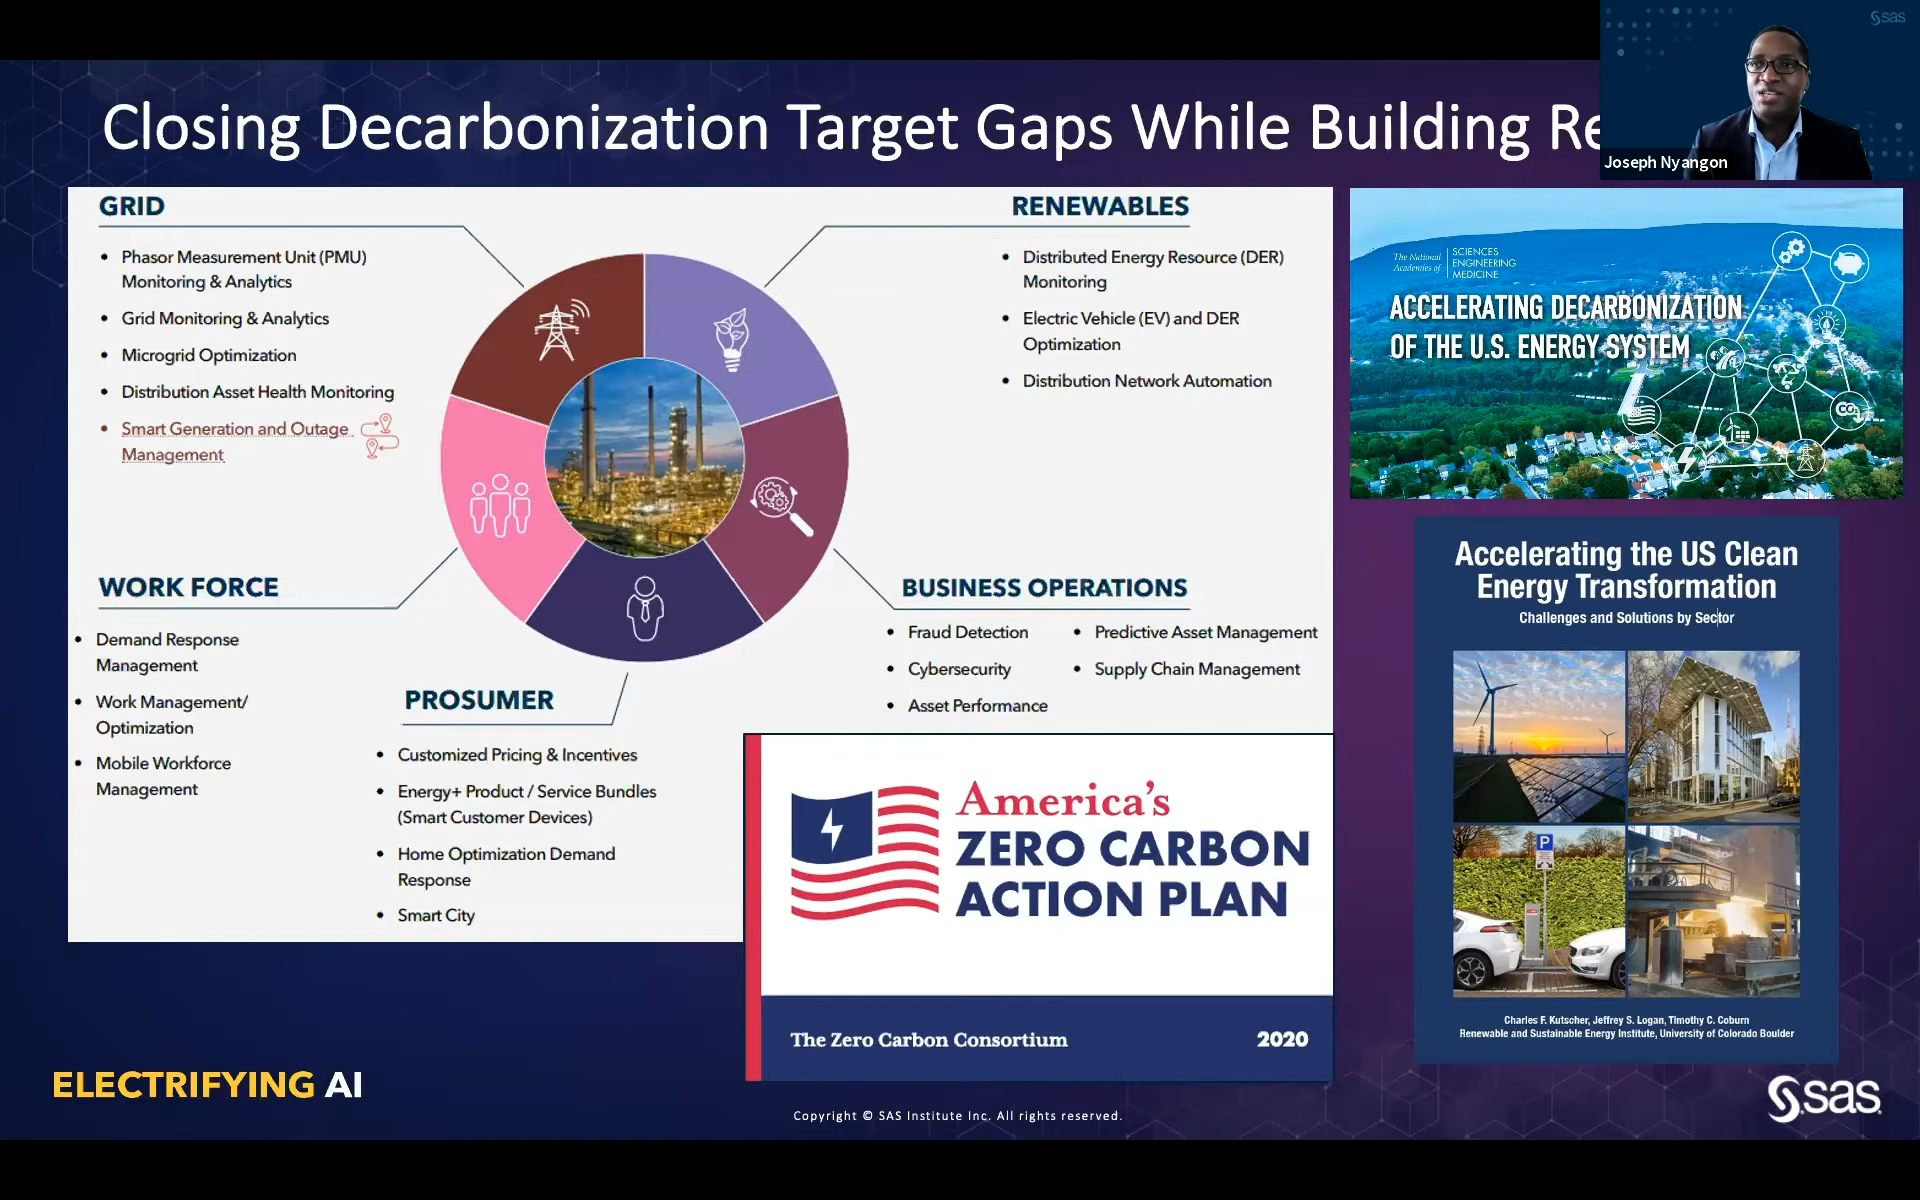 sas
Joseph Nyangon
Closing Decarbonization Target Gaps While Building Re
GRID
• Phasor Measurement Unit (PMU)
Monitoring & Analytics
• Grid Monitoring & Analytics
• Microgrid Optimization
• Distribution Asset Health Monitoring
• Smart Generation and Outage
Management
RENEWABLES
• Distributed Energy Resource (DER)
Monitoring
• Electric Vehicle (EV) and DER
Optimization
• Distribution Network Automation
WORK FORCE
• Demand Response
Management
• Work Management/
Optimization
• Mobile Workforce
Management
PROSUMER
• Customized Pricing & Incentives
• Energy+ Product / Service Bundles
(Smart Customer Devices)
• Home Optimization Demand
Response
• Smart City
BUSINESS OPERATIONS
• Fraud Detection
• Cybersecurity
• Asset Performance
• Predictive Asset Management
• Supply Chain Management
America's
ZERO CARBON
ACTION PLAN
The Zero Carbon Consortium 2020
The National
Academies of
SCIENCES
ENGINEERING
MEDICINE
ACCELERATING DECARBONIZATION
OF THE U.S. ENERGY SYSTEM
CO2
Accelerating the US Clean
Energy Transformation
Challenges and Solutions by Sector
P
Charles F. Kutscher, Jeffrey S. Logan, Timothy C. Coburn
Renewable and Sustainable Energy Institute, University of Colorado Boulder
ELECTRIFYING AI
Copyright © SAS Institute Inc. All rights reserved.
sas